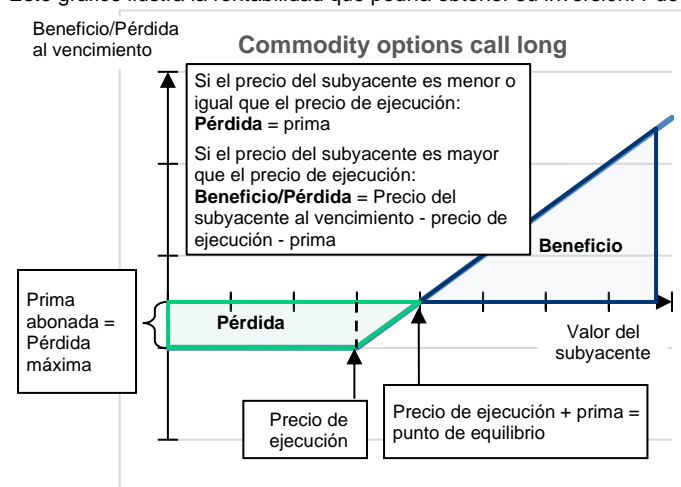 Beneficio/Pérdida
al vencimiento
Commodity options call long
Si el precio del subyacente es menor o
igual que el precio de ejecución:
Pérdida = prima
Si el precio del subyacente es mayor
que el precio de ejecución:
Beneficio/Pérdida = Precio del
subyacente al vencimiento - precio de
ejecución - prima
Beneficio
Prima
abonada =
Pérdida
máxima
Pérdida
Valor del
subyacente
Precio de
ejecución
Precio de ejecución + prima =
punto de equilibrio